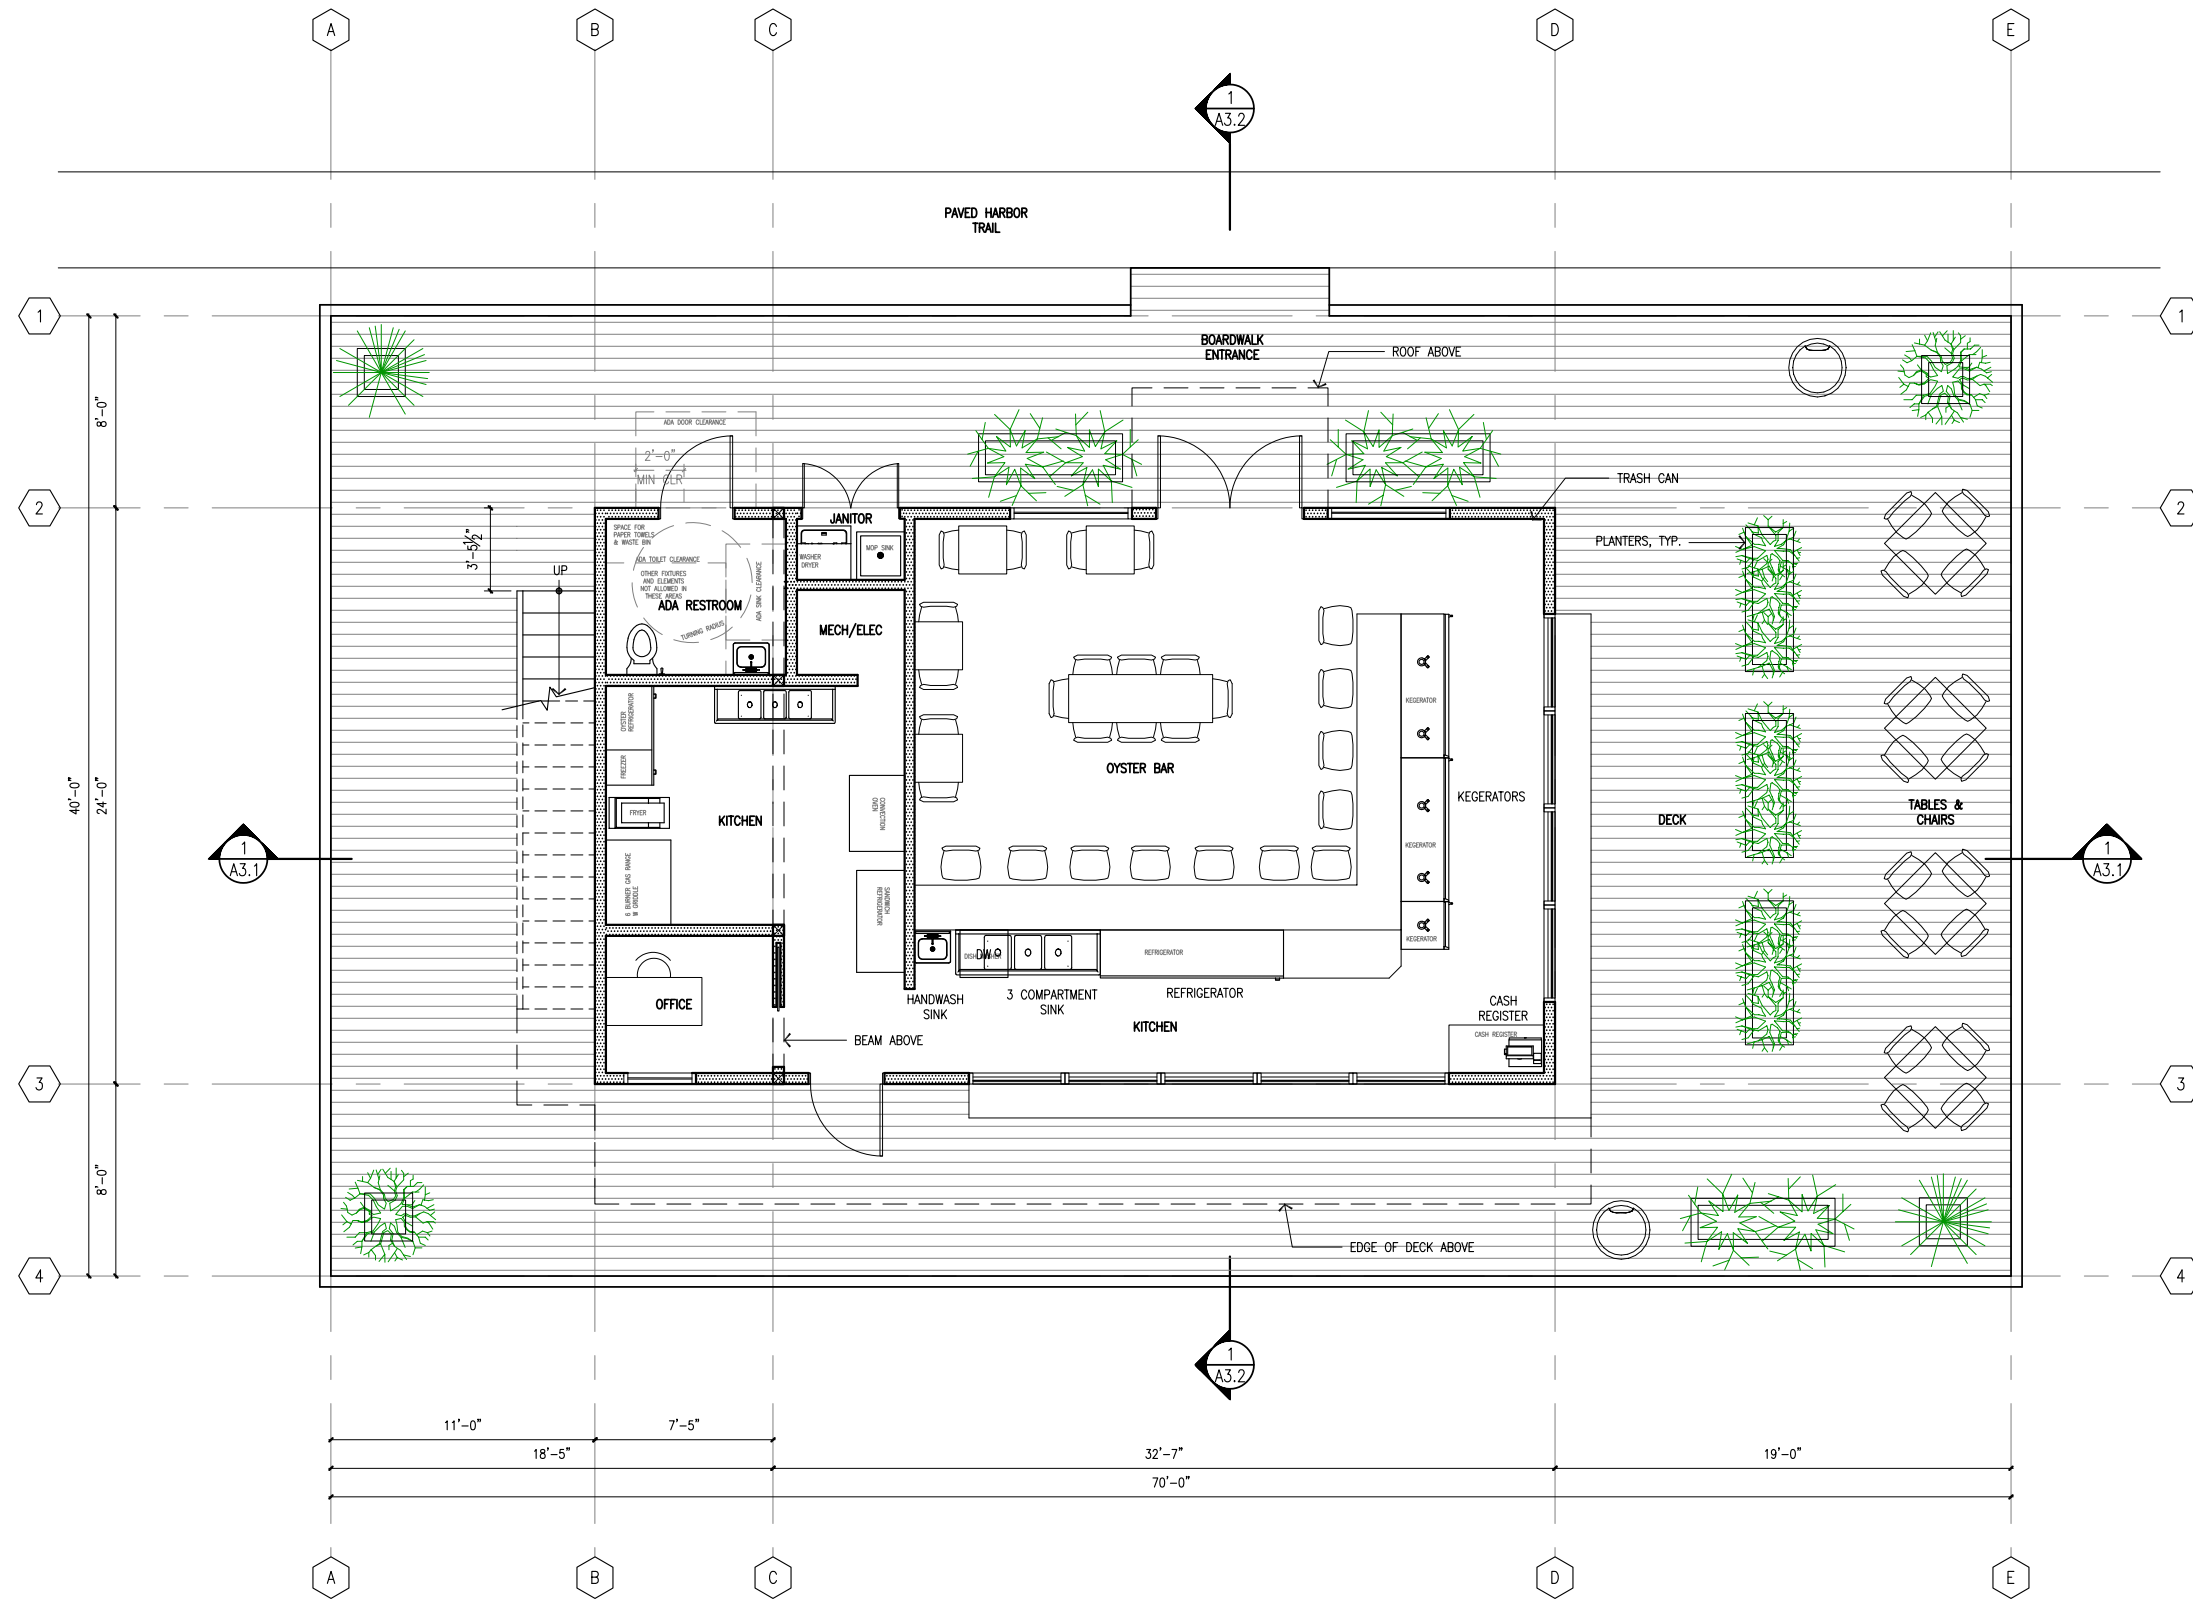 A
B
C
D
E
1
A3.2
PAVED HARBOR
TRAIL
1
1
BOARDWALK
ENTRANCE
ROOF ABOVE
8'-0"
ADA DOOR CLEARANCE
2'-0"
MIN CLR
TRASH CAN
2
2
JANITOR
SPACE FOR
PAPER TOWELS
& WASTE BIN
3'-5½"
PLANTERS, TYP.
MOP SINK
WASHER
DRYER
ADA TOILET CLEARANCE
UP
OTHER FIXTURES
AND ELEMENTS
NOT ALLOWED IN
THESE AREAS
ADA SINK CLEARANCE
ADA RESTROOM
TURNING RADIUS
MECH/ELEC
OYSTER
REFRIGERATOR
KEGERATOR
FREEZER
OYSTER BAR
40'-0"
24'-0"
KEGERATORS
FRYER
KITCHEN
CONVECTION
OVEN
DECK
TABLES &
CHAIRS
1
A3.1
KEGERATOR
1
A3.1
6 BURNER GAS RANGE
W GRIDDLE
SANDWICH
REFRIGERATOR
KEGERATOR
DISHWASHER
DW
REFRIGERATOR
HANDWASH
SINK
3 COMPARTMENT
SINK
REFRIGERATOR
OFFICE
CASH
REGISTER
KITCHEN
CASH REGISTER
BEAM ABOVE
3
3
8'-0"
EDGE OF DECK ABOVE
4
4
1
A3.2
11'-0"
7'-5"
18'-5"
32'-7"
19'-0"
70'-0"
A
B
C
D
E